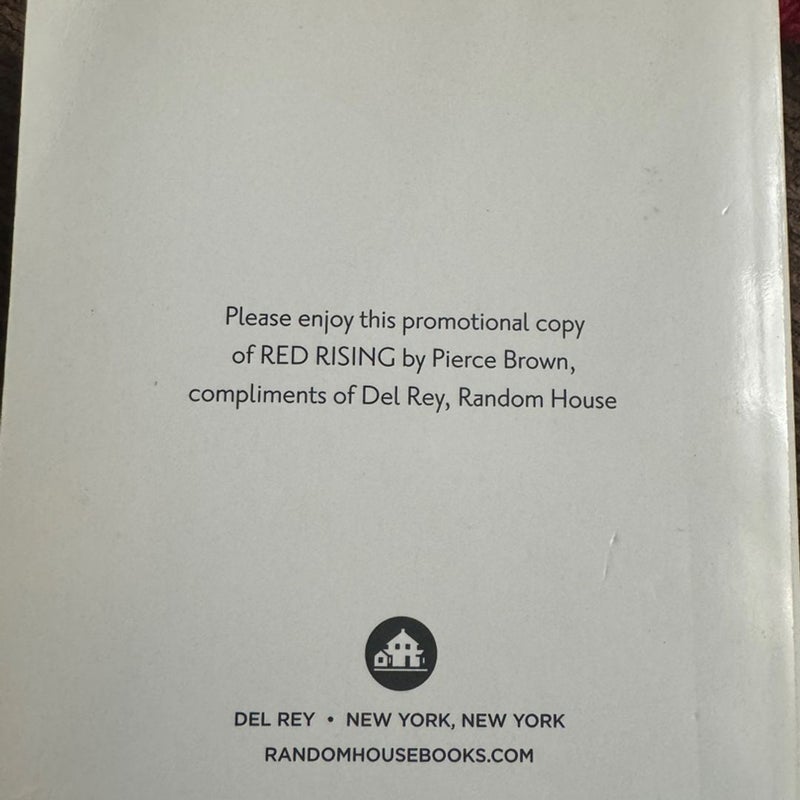 Please enjoy this promotional copy
of RED RISING by Pierce Brown,
compliments of Del Rey, Random House
DEL REY • NEW YORK, NEW YORK
RANDOMHOUSEBOOKS.COM